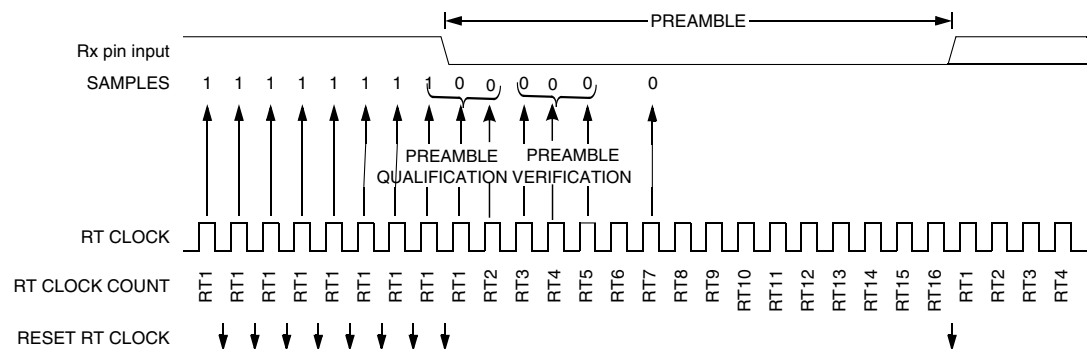 PREAMBLE
Rx pin input
SAMPLES 1 1 1 1 1 1 1 1 0 0 0 0 0 0
PREAMBLE PREAMBLE
QUALIFICATION VERIFICATION
RT CLOCK
RT CLOCK COUNT RT1 RT1 RT1 RT1 RT1 RT1 RT1 RT1 RT1 RT2 RT3 RT4 RT5 RT6 RT7 RT8 RT9 RT10 RT11 RT12 RT13 RT14 RT15 RT16 RT1 RT2 RT3 RT4
RESET RT CLOCK